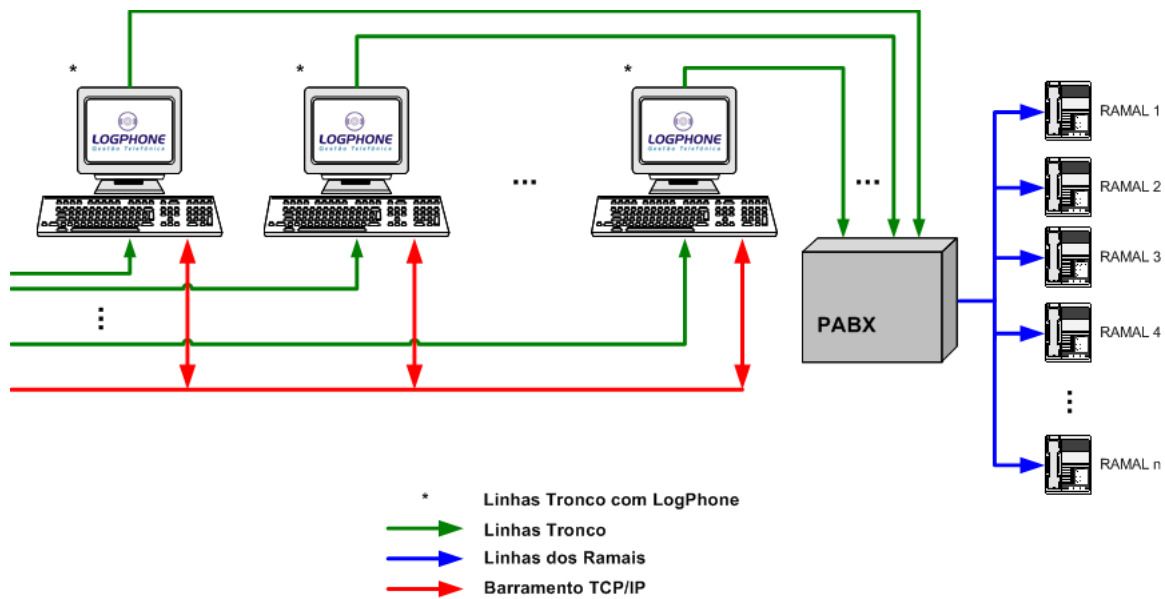 * * *
LOGPHONE
Gestão Telefônica
LOGPHONE
Gestão Telefônica
LOGPHONE
Gestão Telefônica
... ...
RAMAL 1
RAMAL 2
RAMAL 3
RAMAL 4
...
RAMAL n
...
PABX
* Linhas Tronco com LogPhone
Linhas Tronco
Linhas dos Ramais
Barramento TCP/IP